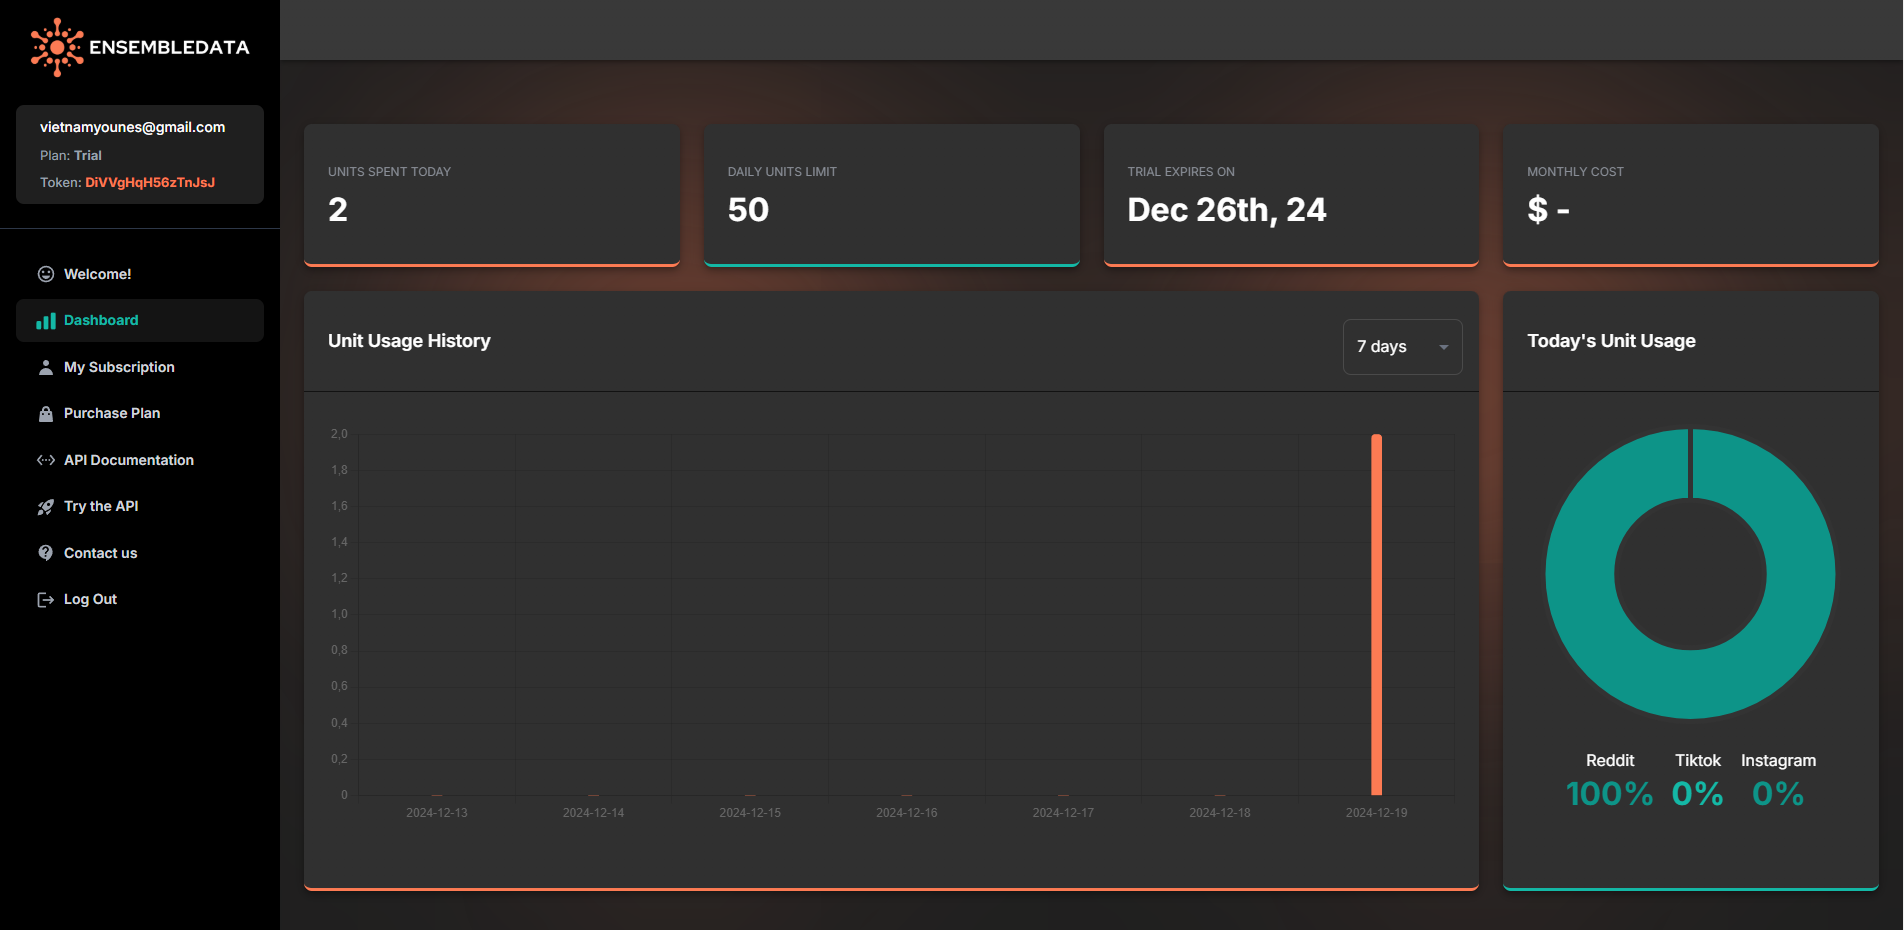 ENSEMBLEDATA
vietnamyounes@gmail.com
Plan: Trial
Token: DiVVgHqH56zTnJsJ
Welcome!
Dashboard
My Subscription
Purchase Plan
API Documentation
Try the API
Contact us
Log Out
UNITS SPENT TODAY
2
DAILY UNITS LIMIT
50
TRIAL EXPIRES ON
Dec 26th, 24
MONTHLY COST
$ -
Unit Usage History
7 days
2,0
1,8
1,6
1,4
1,2
1,0
0,8
0,6
0,4
0,2
0
2024-12-13 2024-12-14 2024-12-15 2024-12-16 2024-12-17 2024-12-18 2024-12-19
Today's Unit Usage
Reddit Tiktok Instagram
100% 0% 0%